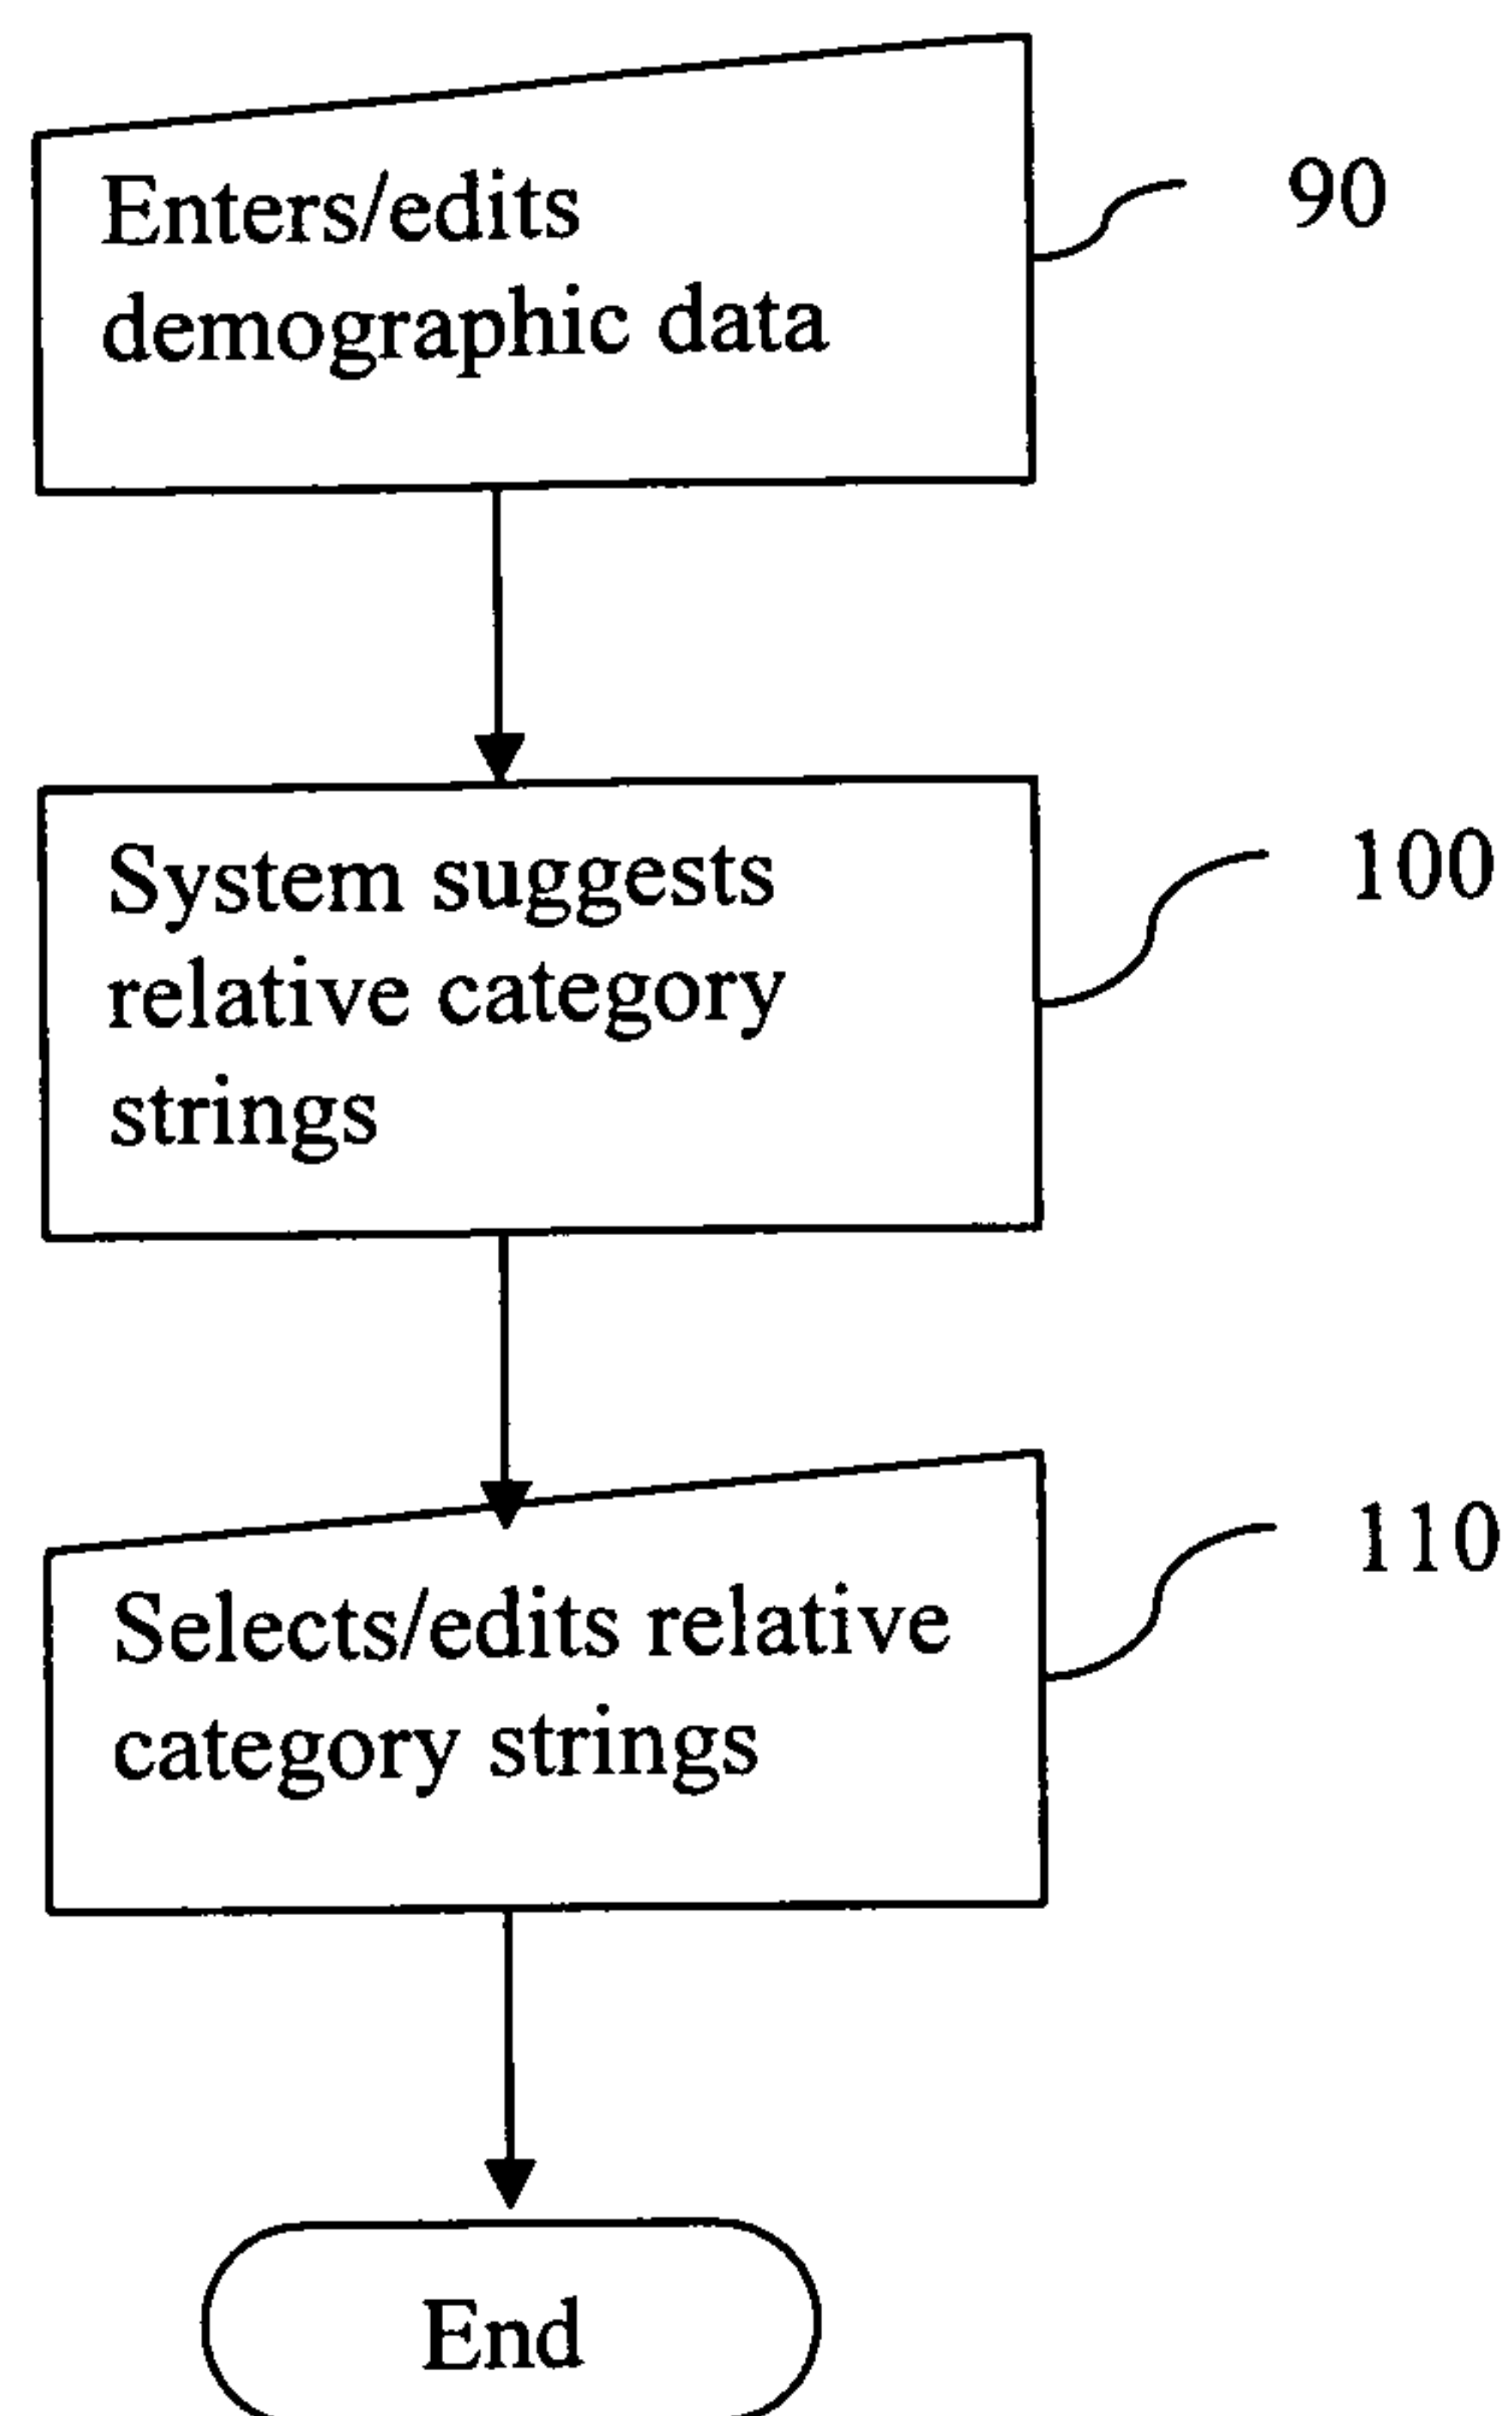 Enters/edits
demographic data
90
System suggests
relative category
strings
100
Selects/edits relative
category strings
110
End